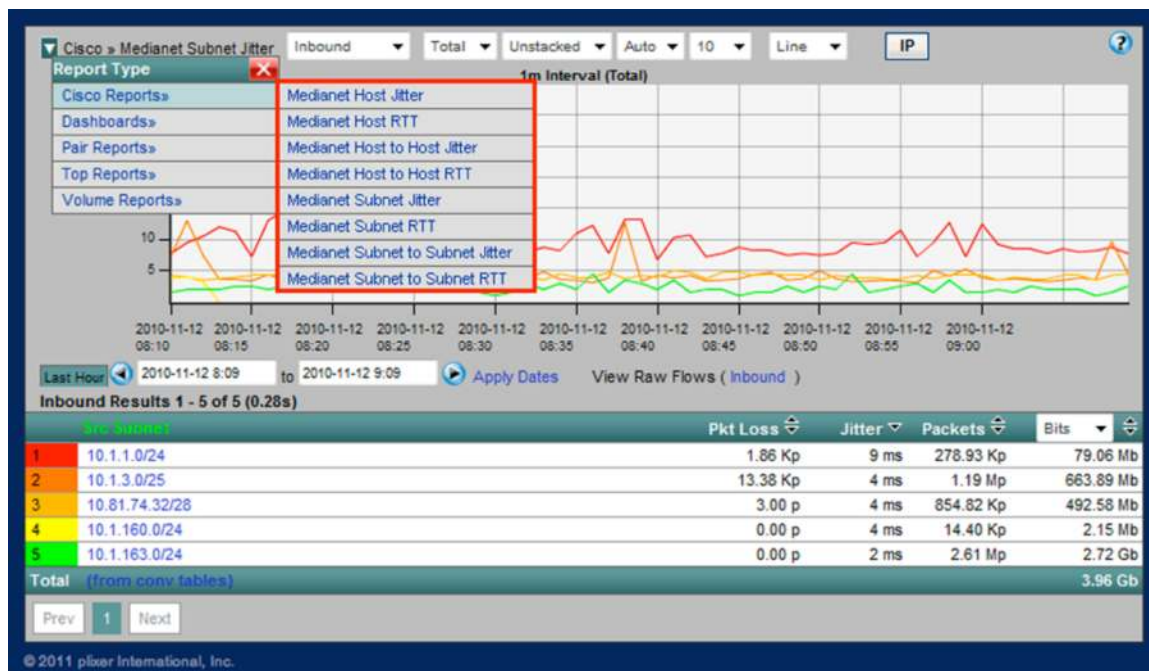 Cisco » Medianet Subnet Jitter Inbound Total Unstacked Auto 10 Line IP ?
Report Type X
1m Interval (Total)
Cisco Reports» Medianet Host Jitter
Dashboards» Medianet Host RTT
Pair Reports» Medianet Host to Host Jitter
Top Reports» Medianet Host to Host RTT
Volume Reports» Medianet Subnet Jitter
Medianet Subnet RTT
Medianet Subnet to Subnet Jitter
Medianet Subnet to Subnet RTT
10
5
2010-11-12 2010-11-12 2010-11-12 2010-11-12 2010-11-12 2010-11-12 2010-11-12 2010-11-12 2010-11-12 2010-11-12 2010-11-12
08:10 08:15 08:20 08:25 08:30 08:35 08:40 08:45 08:50 08:55 09:00
Last Hour 2010-11-12 8:09 to 2010-11-12 9:09 Apply Dates View Raw Flows ( Inbound )
Inbound Results 1 - 5 of 5 (0.28s)
Src Subnet Pkt Loss Jitter Packets Bits
1 10.1.1.0/24 1.86 Kp 9 ms 278.93 Kp 79.06 Mb
2 10.1.3.0/25 13.38 Kp 4 ms 1.19 Mp 663.89 Mb
3 10.81.74.32/28 3.00 p 4 ms 854.82 Kp 492.58 Mb
4 10.1.160.0/24 0.00 p 4 ms 14.40 Kp 2.15 Mb
5 10.1.163.0/24 0.00 p 2 ms 2.61 Mp 2.72 Gb
Total (from conv tables) 3.96 Gb
Prev 1 Next
© 2011 plixer International, Inc.